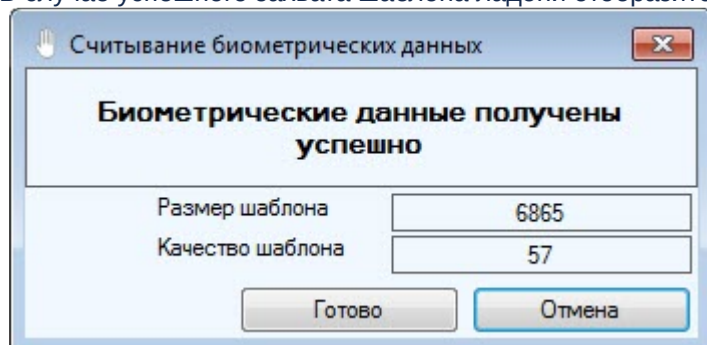 Считывание биометрических данных
Биометрические данные получены
успешно
Размер шаблона 6865
Качество шаблона 57
Готово Отмена